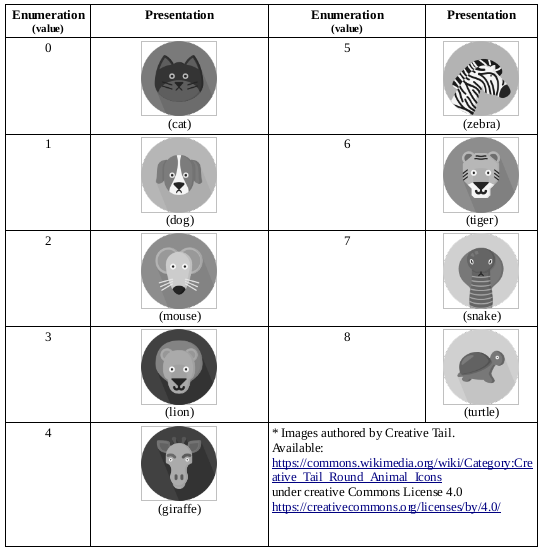 Enumeration Presentation Enumeration Presentation
(value) (value)
0 5
(cat) (zebra)
1 6
(dog) (tiger)
2 7
(mouse) (snake)
3 8
(lion) (turtle)
4
(giraffe)
* Images authored by Creative Tail.
Available:
https://commons.wikimedia.org/wiki/Category:Cre
ative_Tail_Round_Animal_Icons
under creative Commons License 4.0
https://creativecommons.org/licenses/by/4.0/